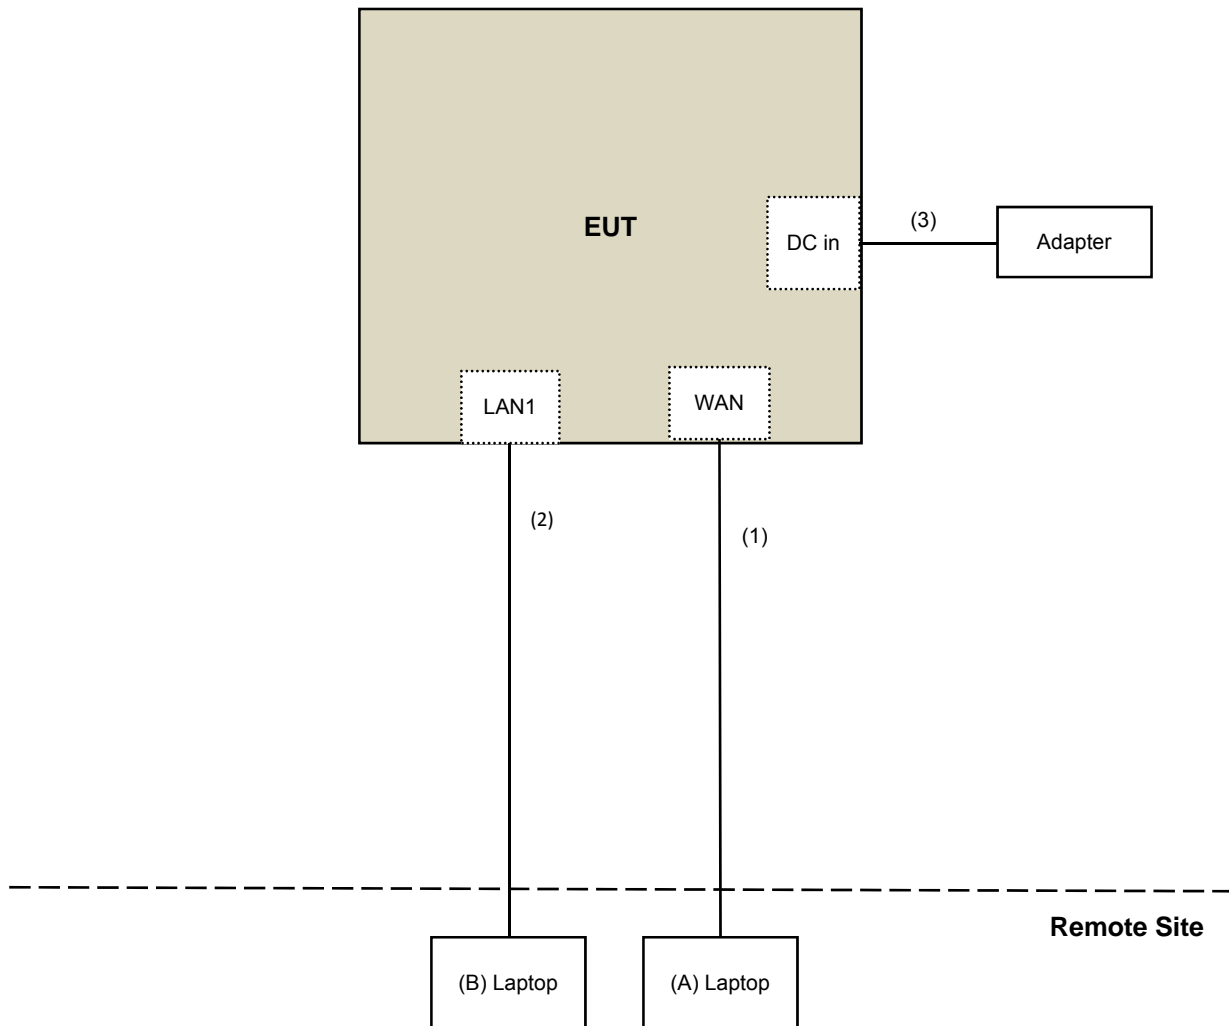 EUT
DC in
(3)
Adapter
LAN1
WAN
(2)
(1)
Remote Site
(B) Laptop
(A) Laptop